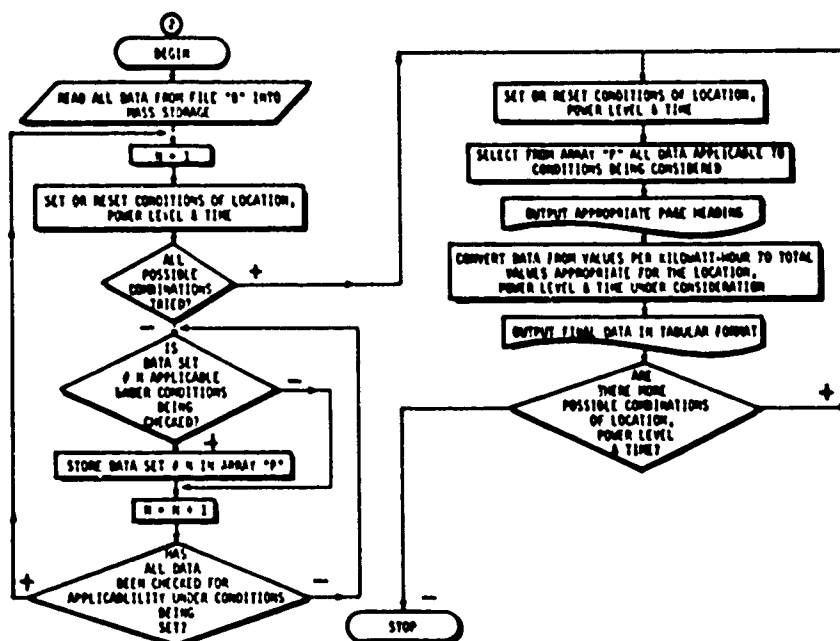 2
BEGIN
READ ALL DATA FROM FILE "B" INTO
MASS STORAGE
N = 1
SET OR RESET CONDITIONS OF LOCATION,
POWER LEVEL & TIME
ALL
POSSIBLE
COMBINATIONS
TRIED?
+
-
IS
DATA SET
# N APPLICABLE
UNDER CONDITIONS
BEING
CHECKED?
-
+
STORE DATA SET # N IN ARRAY "P"
N = N + 1
HAS
ALL DATA
BEEN CHECKED FOR
APPLICABLILITY UNDER CONDITIONS
BEING
SET?
+
-
SET OR RESET CONDITIONS OF LOCATION,
POWER LEVEL & TIME
SELECT FROM ARRAY "P" ALL DATA APPLICABLE TO
CONDITIONS BEING CONSIDERED
OUTPUT APPROPRIATE PAGE HEADING
CONVERT DATA FROM VALUES PER KILOWATT-HOUR TO TOTAL
VALUES APPROPRIATE FOR THE LOCATION,
POWER LEVEL & TIME UNDER CONSIDERATION
OUTPUT FINAL DATA IN TABULAR FORMAT
ARE
THERE MORE
POSSIBLE COMBINATIONS
OF LOCATION,
POWER LEVEL
& TIME?
+
-
STOP